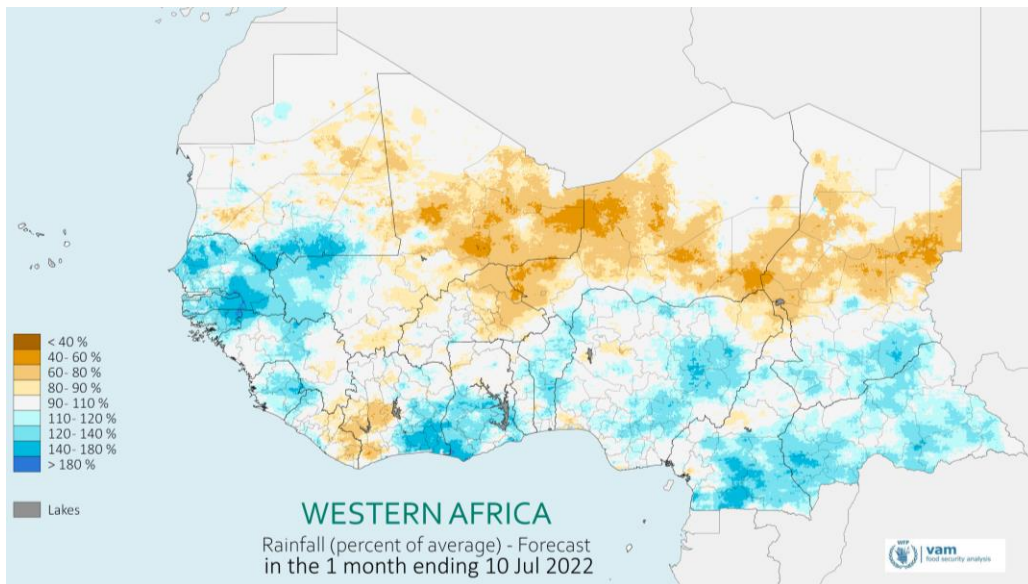 < 40 %
40- 60 %
60- 80 %
80- 90 %
90- 110 %
110- 120 %
120- 140 %
140- 180 %
> 180 %
Lakes
WESTERN AFRICA
Rainfall (percent of average) - Forecast
in the 1 month ending 10 Jul 2022
WFP
vam
food security analysis